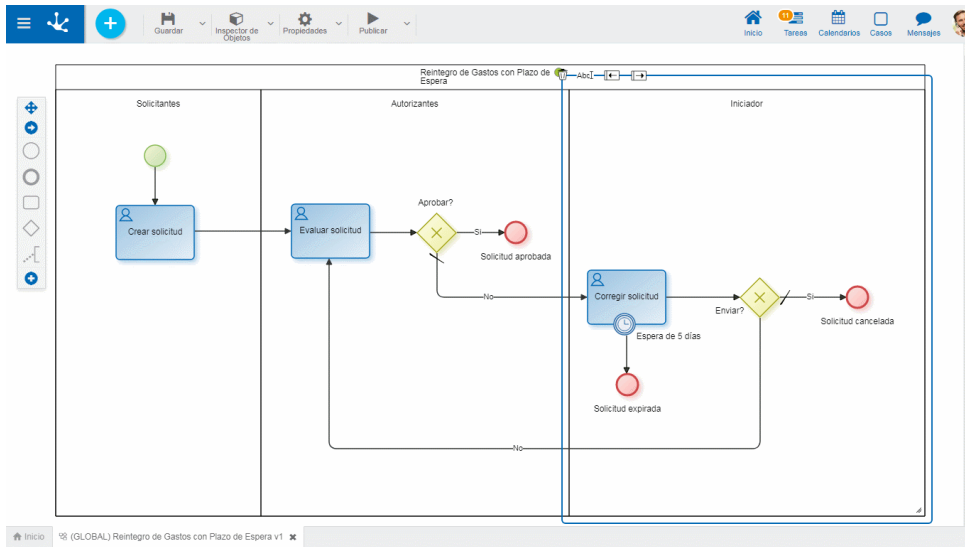 Guardar
Inspector de
Objetos
Propiedades
Publicar
Inicio
11
Tareas
Calendarios
Casos
Mensajes
Reintegro de Gastos con Plazo de
Espera
AbcI
Solicitantes
Autorizantes
Iniciador
Aprobar?
Crear solicitud
Evaluar solicitud
Si
Solicitud aprobada
No
Corregir solicitud
Si
Enviar?
Solicitud cancelada
Espera de 5 días
Solicitud expirada
No
Inicio
(GLOBAL) Reintegro de Gastos con Plazo de Espera v1